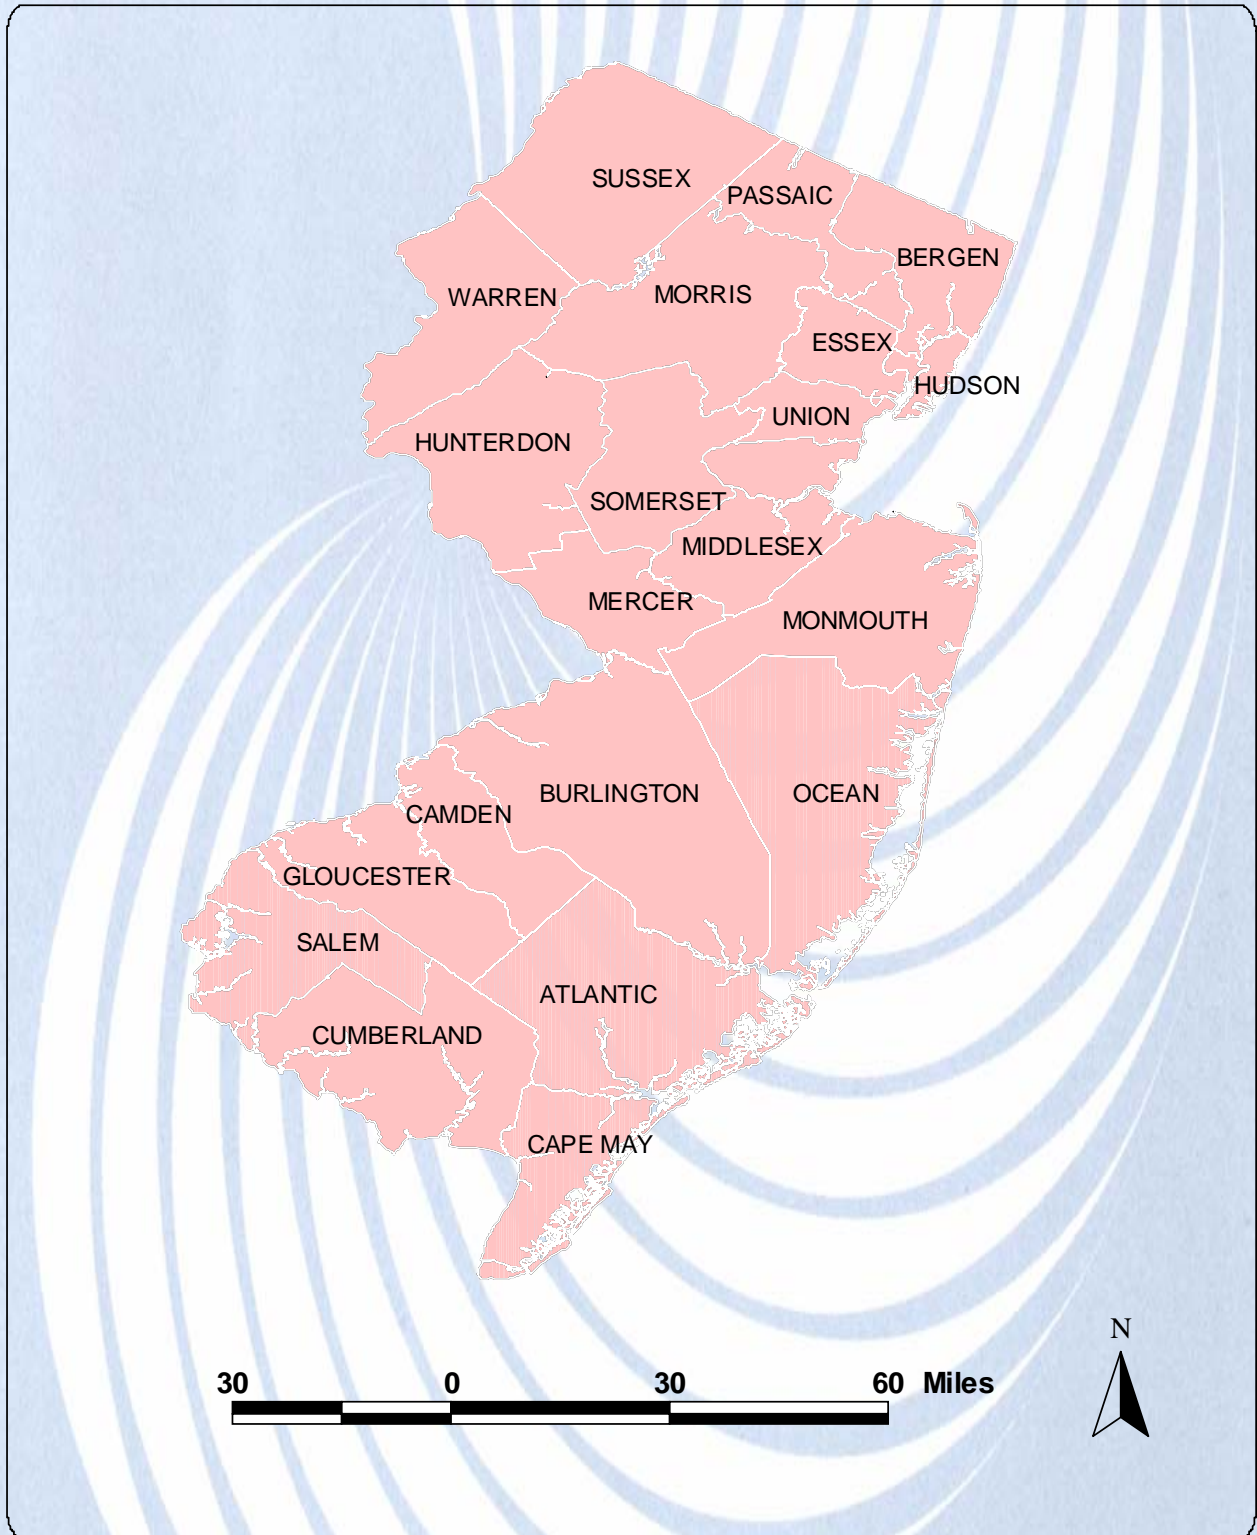 SUSSEX
PASSAIC
BERGEN
WARREN
MORRIS
ESSEX
HUDSON
UNION
HUNTERDON
SOMERSET
MIDDLESEX
MERCER
MONMOUTH
BURLINGTON
OCEAN
CAMDEN
GLOUCESTER
SALEM
ATLANTIC
CUMBERLAND
CAPE MAY
N
30 0 30 60 Miles